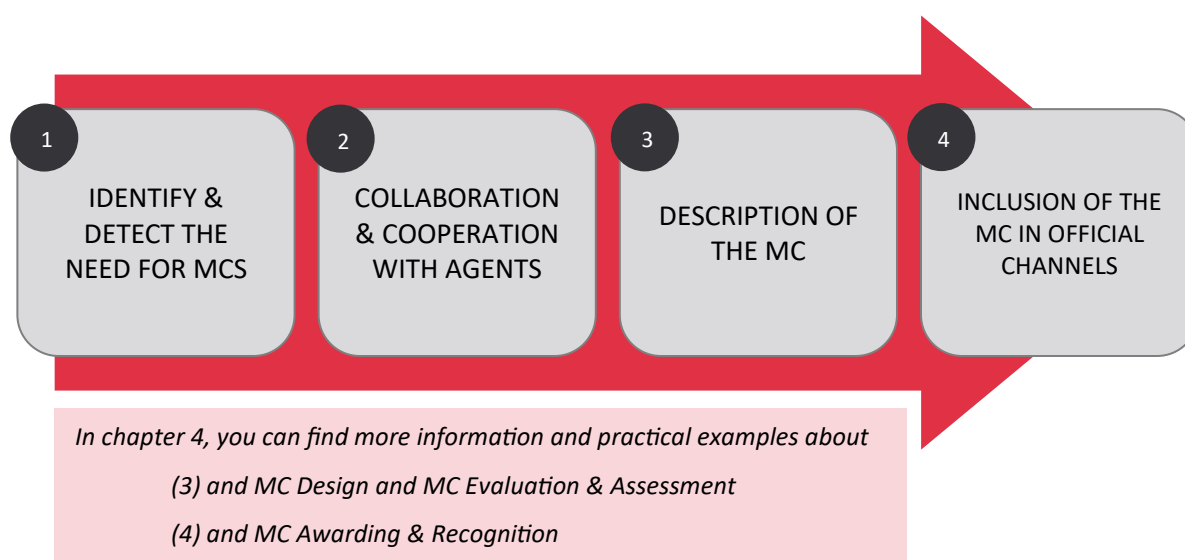 1
IDENTIFY &
DETECT THE
NEED FOR MCS
2
COLLABORATION
& COOPERATION
WITH AGENTS
3
DESCRIPTION OF
THE MC
4
INCLUSION OF THE
MC IN OFFICIAL
CHANNELS
In chapter 4, you can find more information and practical examples about
(3) and MC Design and MC Evaluation & Assessment
(4) and MC Awarding & Recognition